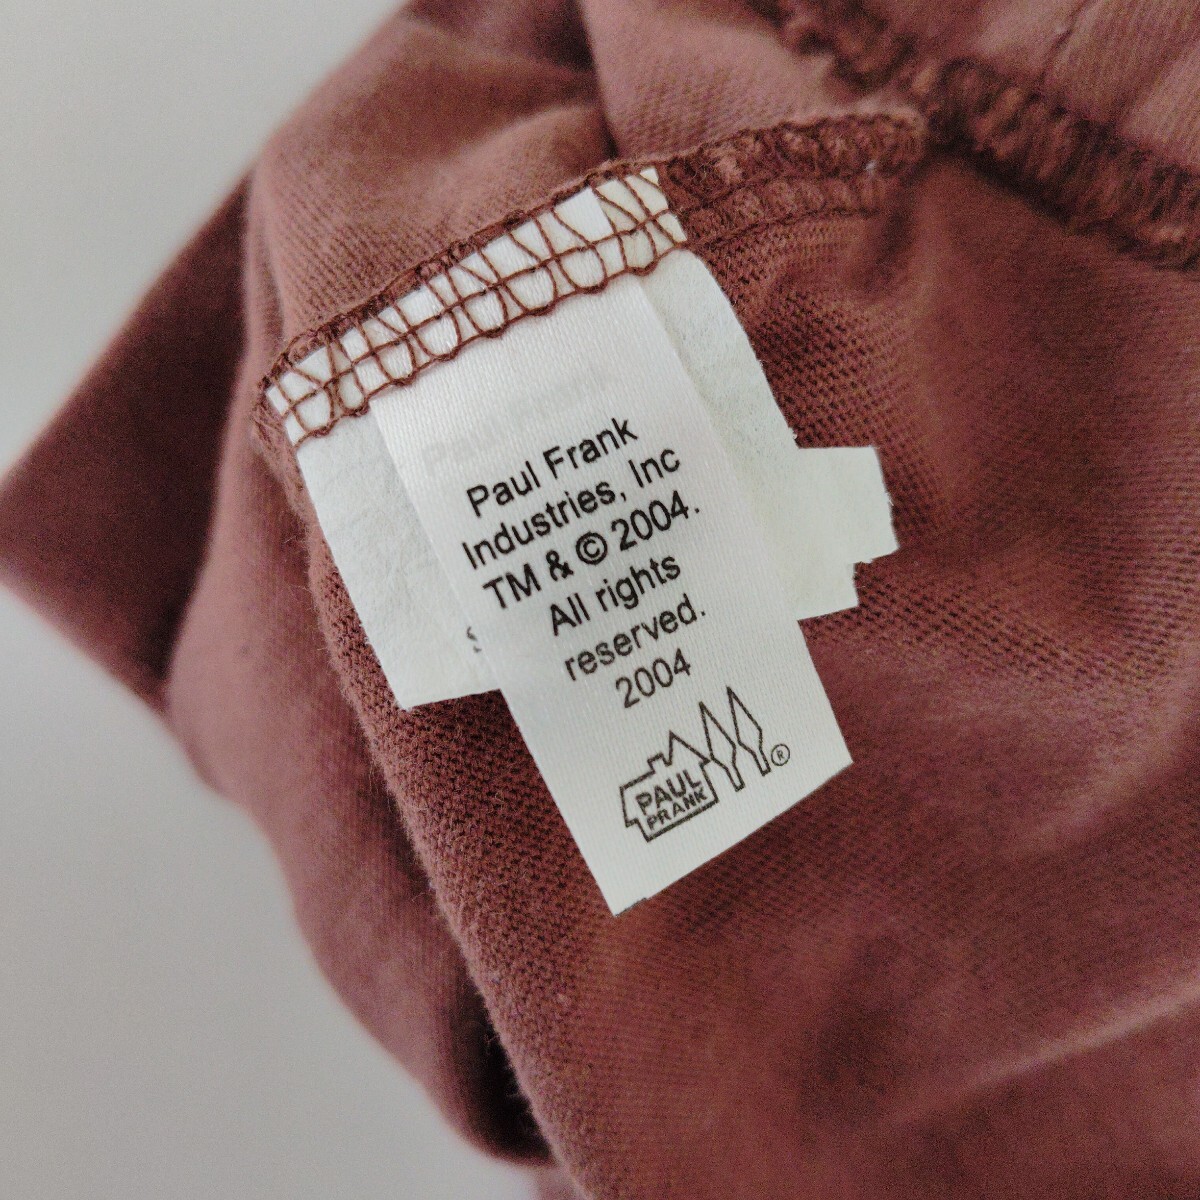 Paul Frank
Industries, Inc
TM & © 2004.
All rights
reserved.
2004
PAUL
FRANK
®